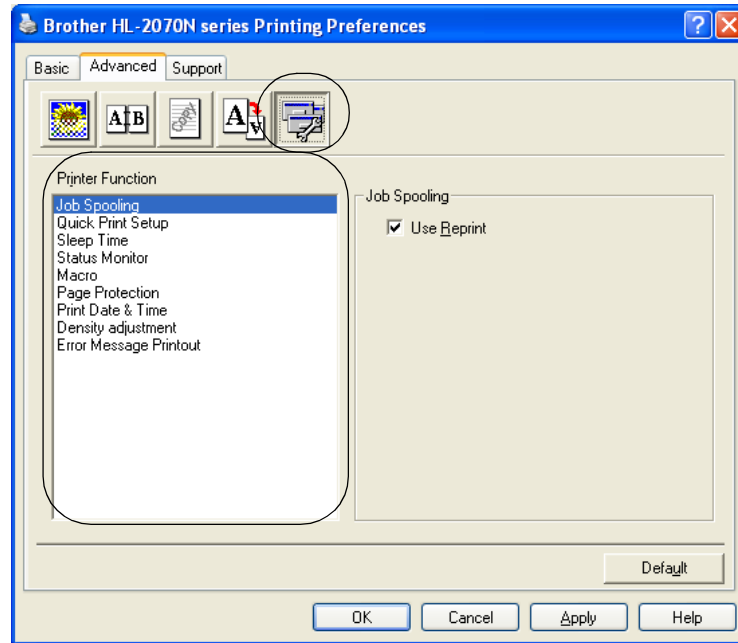 Brother HL-2070N series Printing Preferences
Basic
Advanced
Support
A B
Copy
A A
Printer Function
Job Spooling
Quick Print Setup
Sleep Time
Status Monitor
Macro
Page Protection
Print Date & Time
Density adjustment
Error Message Printout
Job Spooling
Use Reprint
Default
OK
Cancel
Apply
Help